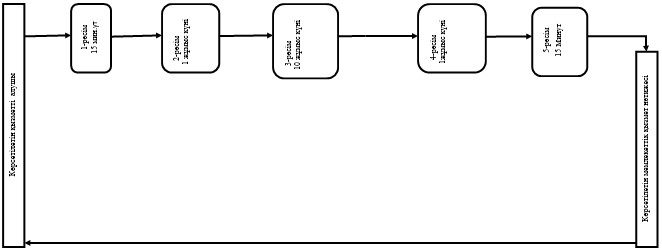 Көрсетілетін қызметті алушы
1-рәсім
15 минут
2-рәсім
1 жұмыс күні
3-рәсім
10 жұмыс күні
4-рәсім
1жұмыс күні
5-рәсім
15 Минут
Көрсетілетін мемлекеттік қызмет нәтижесі